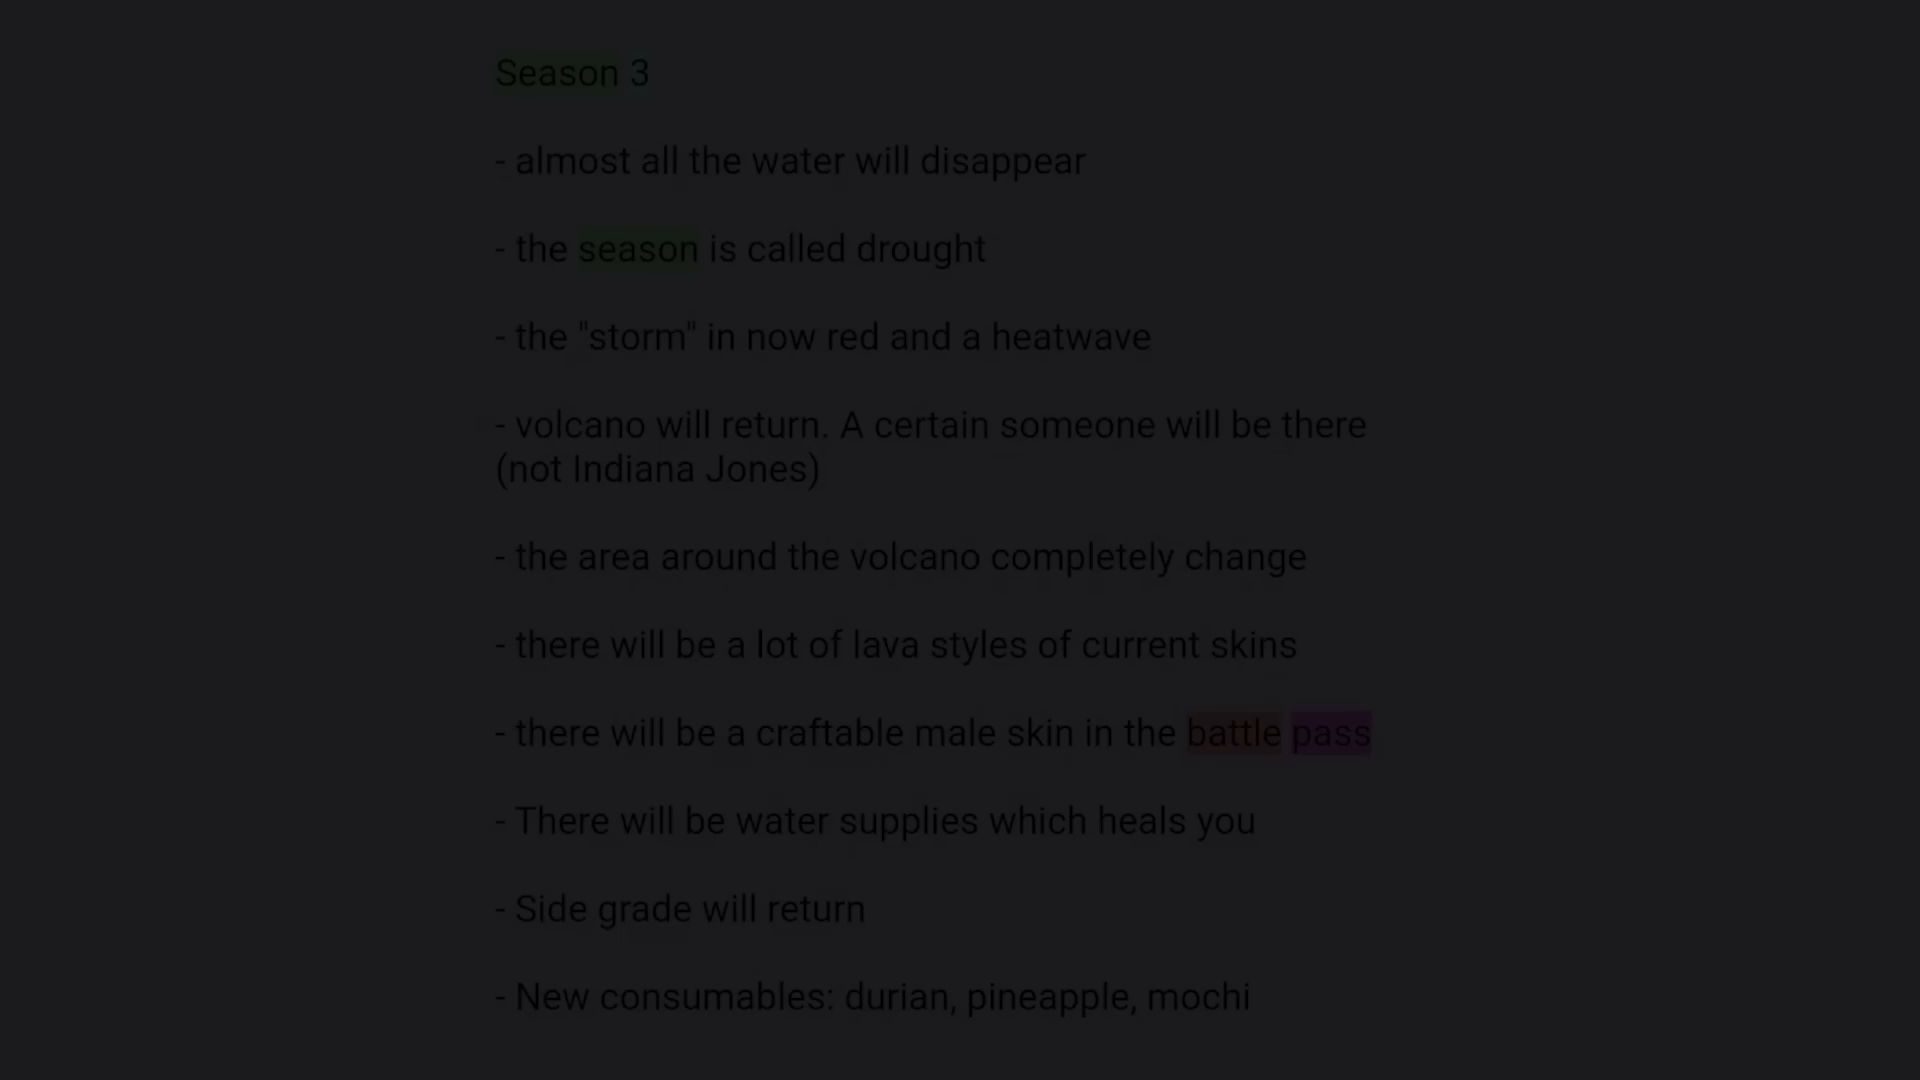 Season 3
- almost all the water will disappear
- the season is called drought
- the "storm" in now red and a heatwave
- volcano will return. A certain someone will be there
(not Indiana Jones)
- the area around the volcano completely change
- there will be a lot of lava styles of current skins
- there will be a craftable male skin in the battle pass
- There will be water supplies which heals you
- Side grade will return
- New consumables: durian, pineapple, mochi